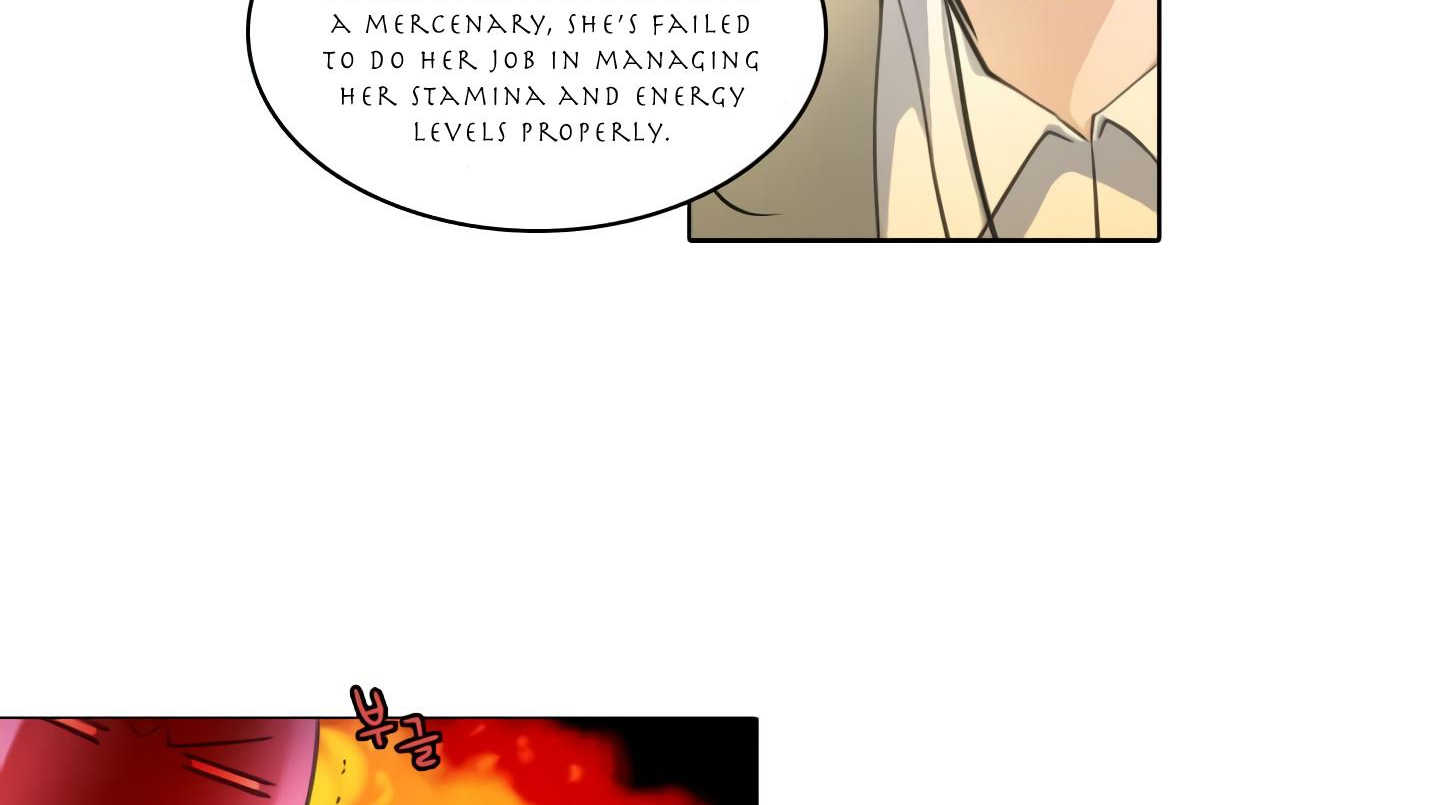 A MERCENARY, SHE'S FAILED
TO DO HER JOB IN MANAGING
HER STAMINA AND ENERGY
LEVELS PROPERLY.
부글